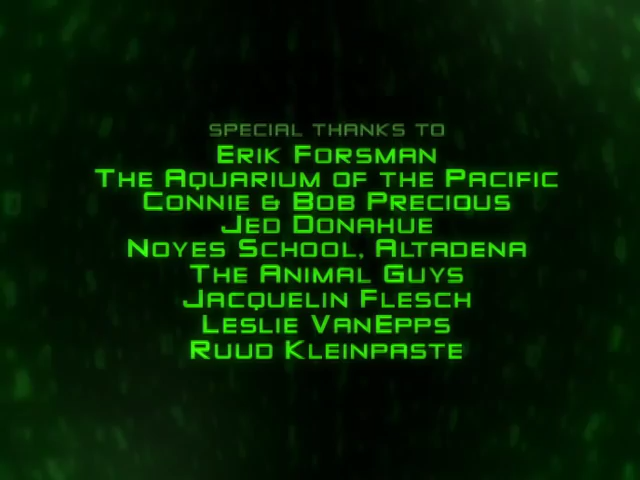 SPECIAL THANKS TO
ERIK FORSMAN
THE AQUARIUM OF THE PACIFIC
CONNIE & BOB PRECIOUS
JED DONAHUE
NOYES SCHOOL, ALTADENA
THE ANIMAL GUYS
JACQUELIN FLESCH
LESLIE VANEPPS
RUUD KLEINPASTE